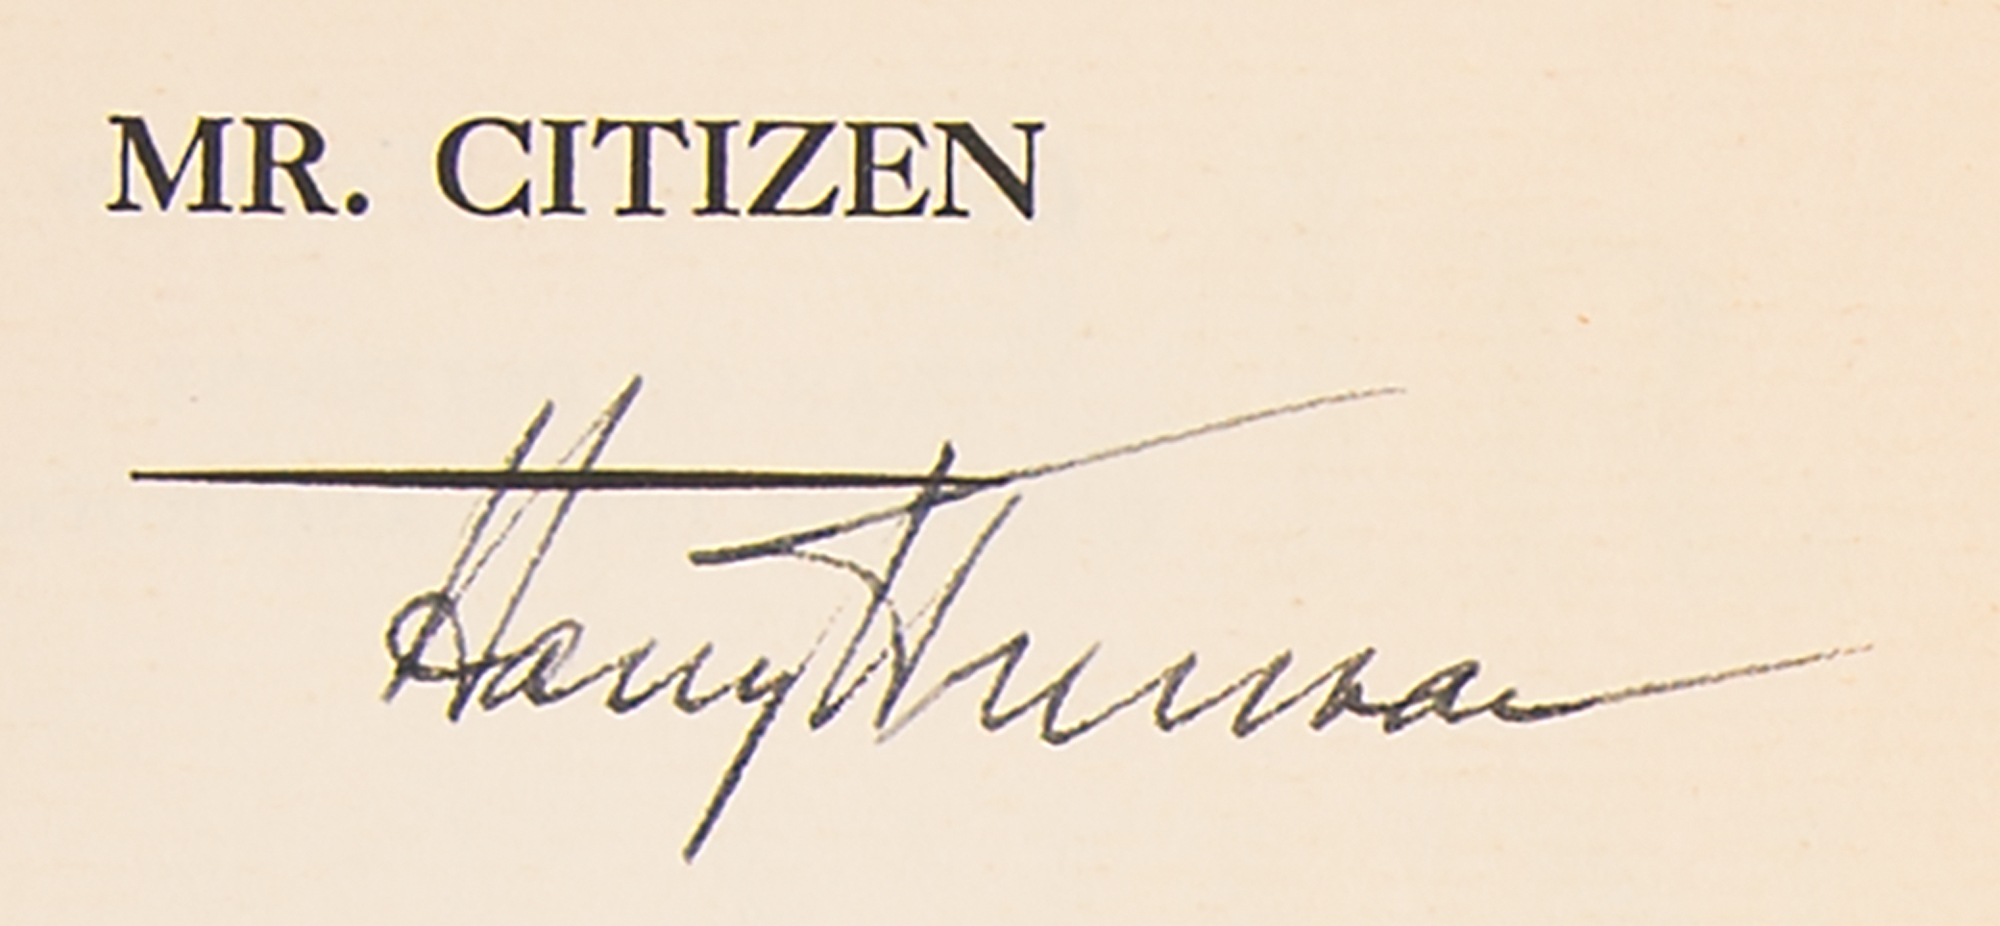 MR. CITIZEN
Harry Truman